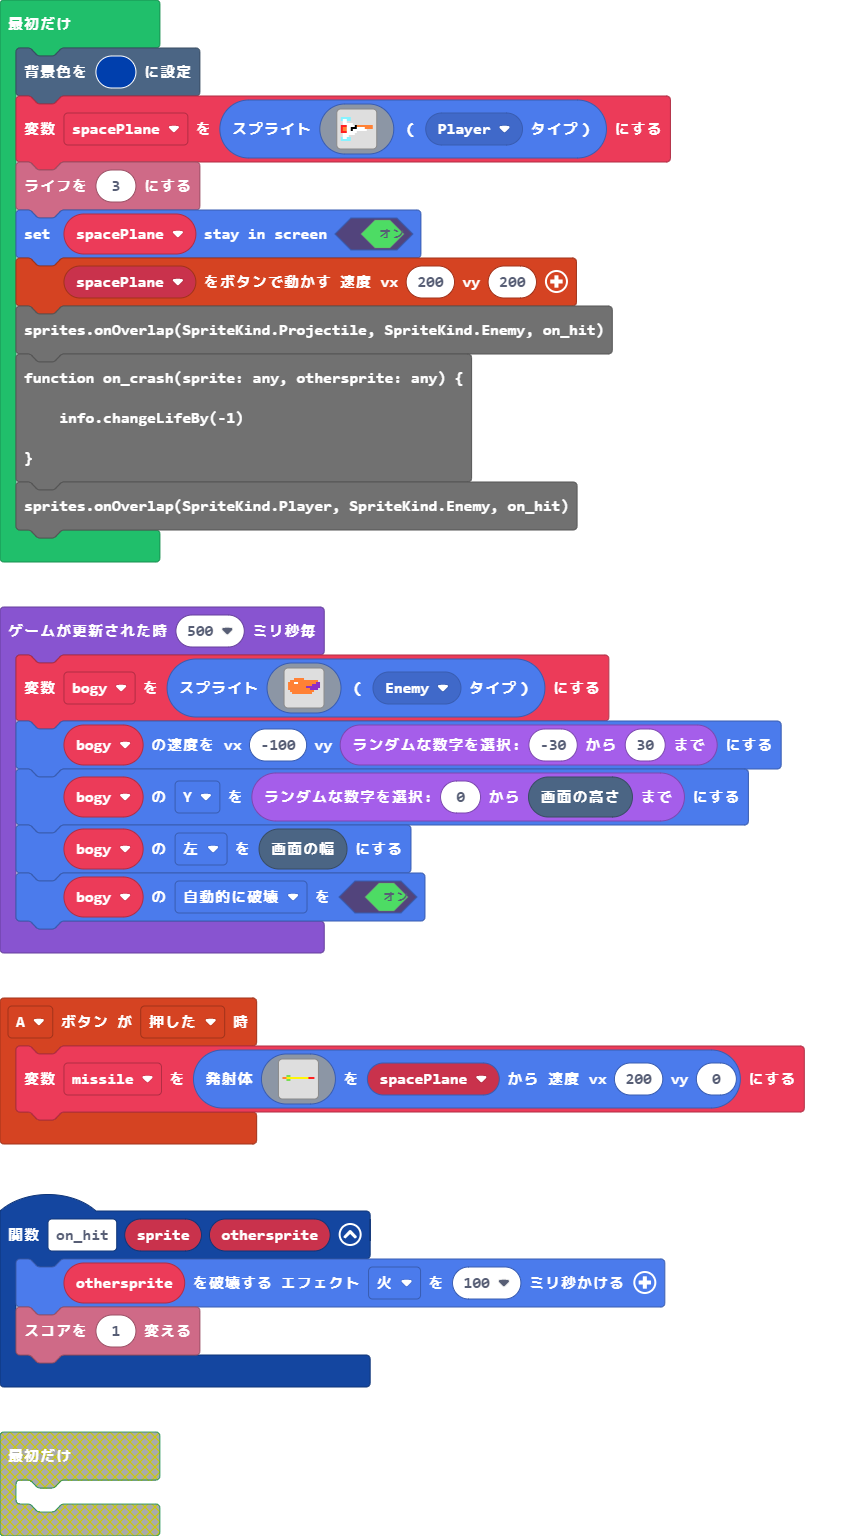 最初だけ
背景色を に設定
変数 spacePlane を スプライト ( Player タイプ ) にする
ライフを 3 にする
set spacePlane stay in screen オン
spacePlane をボタンで動かす 速度 vx 200 vy 200
sprites.onOverlap(SpriteKind.Projectile, SpriteKind.Enemy, on_hit)
function on_crash(sprite: any, othersprite: any) {
info.changeLifeBy(-1)
}
sprites.onOverlap(SpriteKind.Player, SpriteKind.Enemy, on_hit)
ゲームが更新された時 500 ミリ秒毎
変数 bogy を スプライト ( Enemy タイプ ) にする
bogy の速度を vx -100 vy ランダムな数字を選択: -30 から 30 まで にする
bogy の Y を ランダムな数字を選択: 0 から 画面の高さ まで にする
bogy の 左 を 画面の幅 にする
bogy の 自動的に破壊 を オン
A ボタン が 押した 時
変数 missile を 発射体 を spacePlane から 速度 vx 200 vy 0 にする
関数 on_hit sprite othersprite
othersprite を破壊する エフェクト 火 を 100 ミリ秒かける
スコアを 1 変える
最初だけ